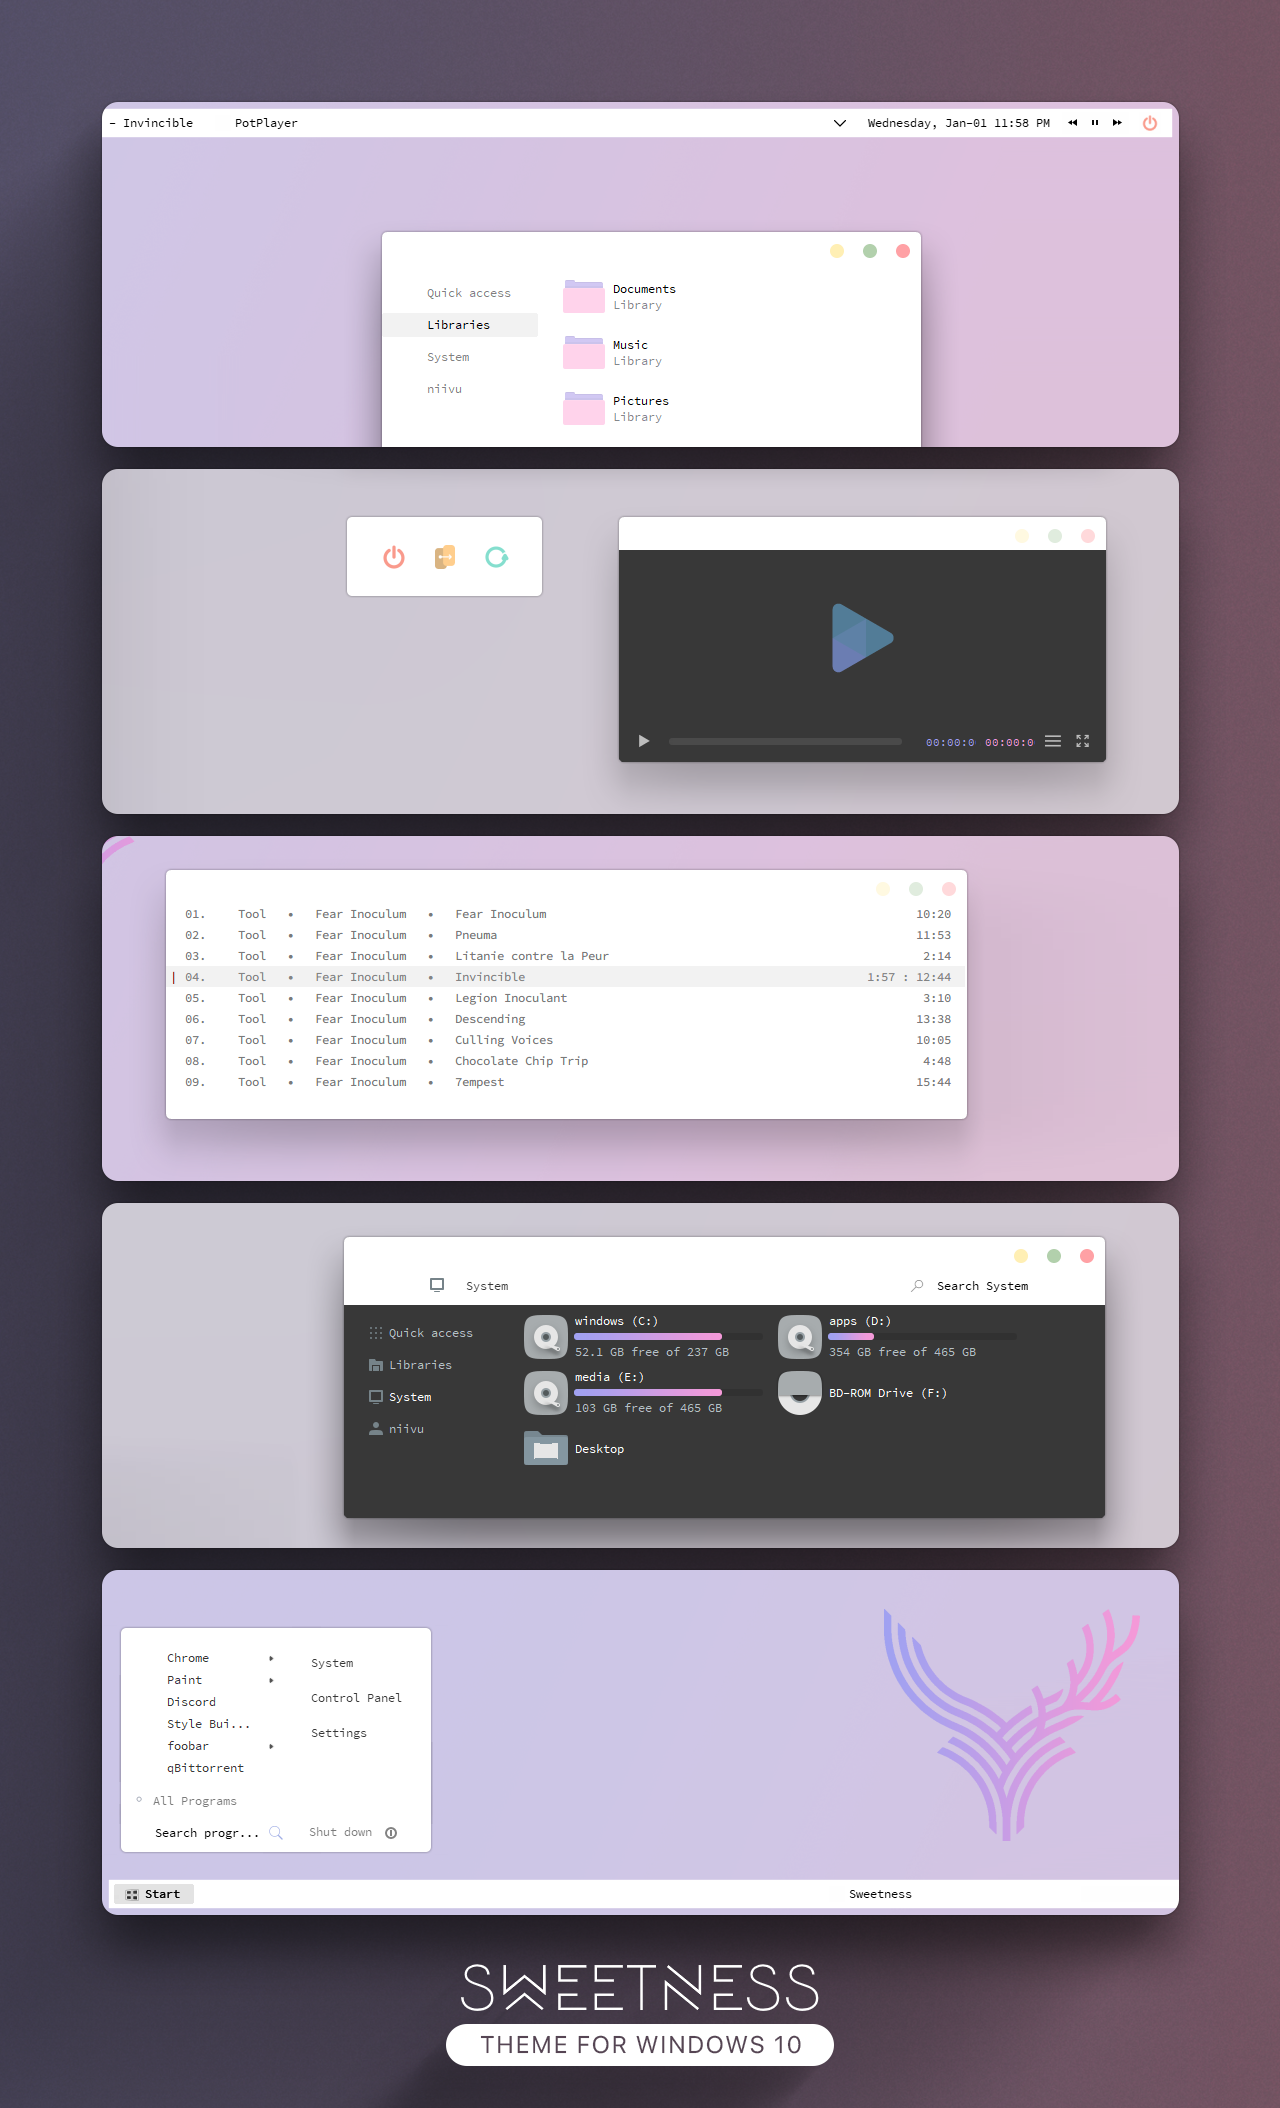 - Invincible PotPlayer Wednesday, Jan-01 11:58 PM
Quick access
Libraries
System
niivu
Documents
Library
Music
Library
Pictures
Library
00:00:0 00:00:0
01. Tool • Fear Inoculum • Fear Inoculum 10:20
02. Tool • Fear Inoculum • Pneuma 11:53
03. Tool • Fear Inoculum • Litanie contre la Peur 2:14
| 04. Tool • Fear Inoculum • Invincible 1:57 : 12:44
05. Tool • Fear Inoculum • Legion Inoculant 3:10
06. Tool • Fear Inoculum • Descending 13:38
07. Tool • Fear Inoculum • Culling Voices 10:05
08. Tool • Fear Inoculum • Chocolate Chip Trip 4:48
09. Tool • Fear Inoculum • 7empest 15:44
System Search System
Quick access
Libraries
System
niivu
windows (C:)
52.1 GB free of 237 GB
apps (D:)
354 GB free of 465 GB
media (E:)
103 GB free of 465 GB
BD-ROM Drive (F:)
Desktop
Chrome
Paint
Discord
Style Bui...
foobar
qBittorrent
All Programs
Search progr...
System
Control Panel
Settings
Shut down
Start Sweetness
SWEETNESS
THEME FOR WINDOWS 10